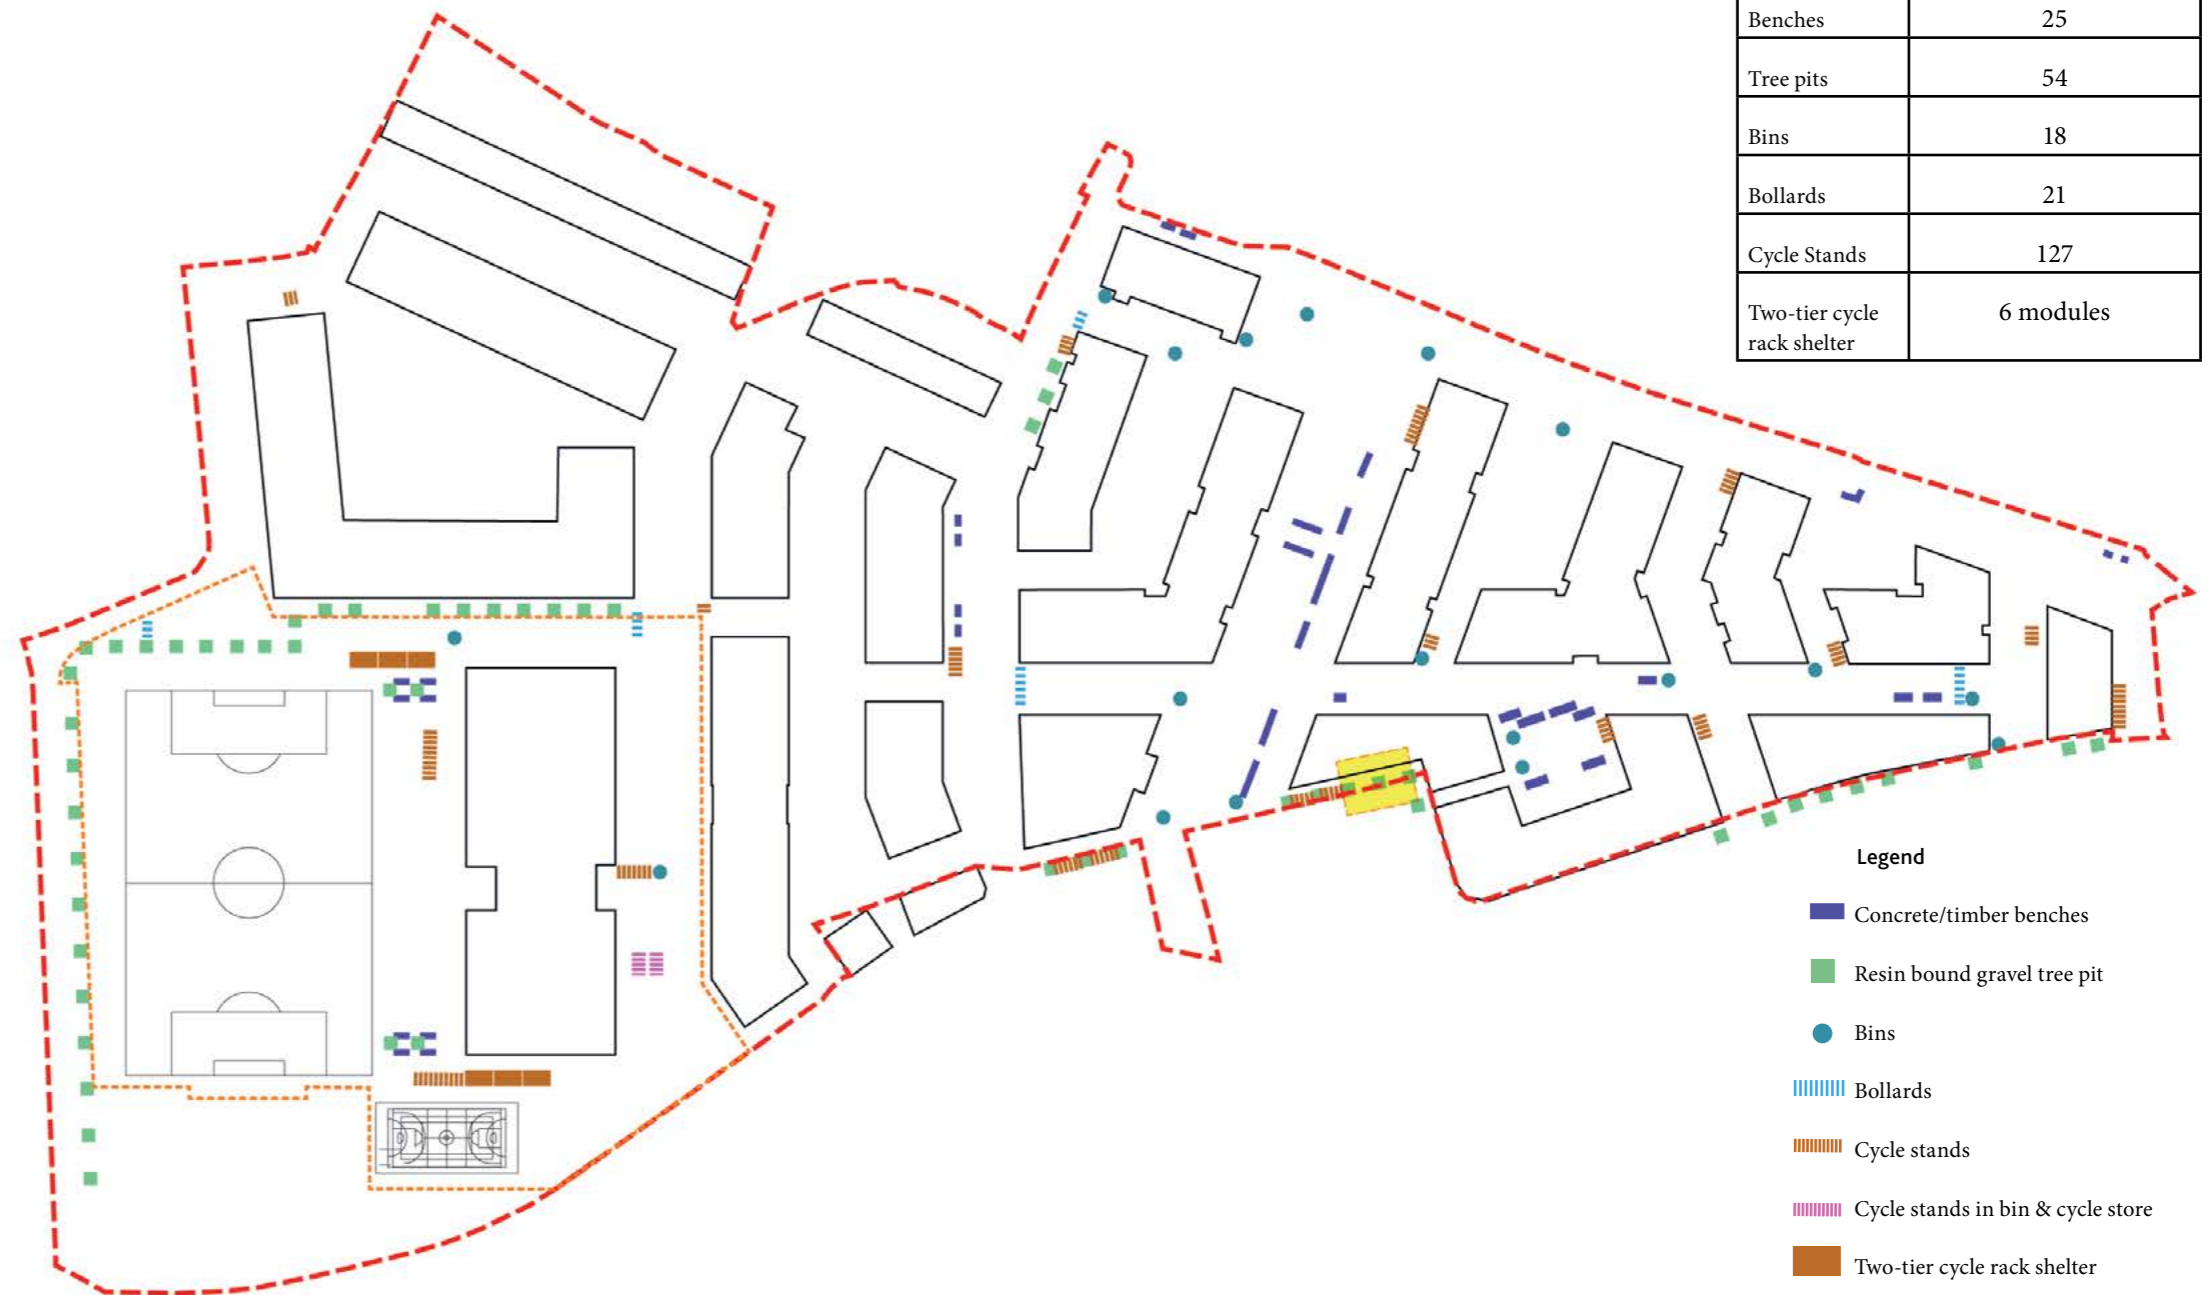 Benches 25
Tree pits 54
Bins 18
Bollards 21
Cycle Stands 127
Two-tier cycle 6 modules
rack shelter
Legend
Concrete/timber benches
Resin bound gravel tree pit
Bins
Bollards
Cycle stands
Cycle stands in bin & cycle store
Two-tier cycle rack shelter